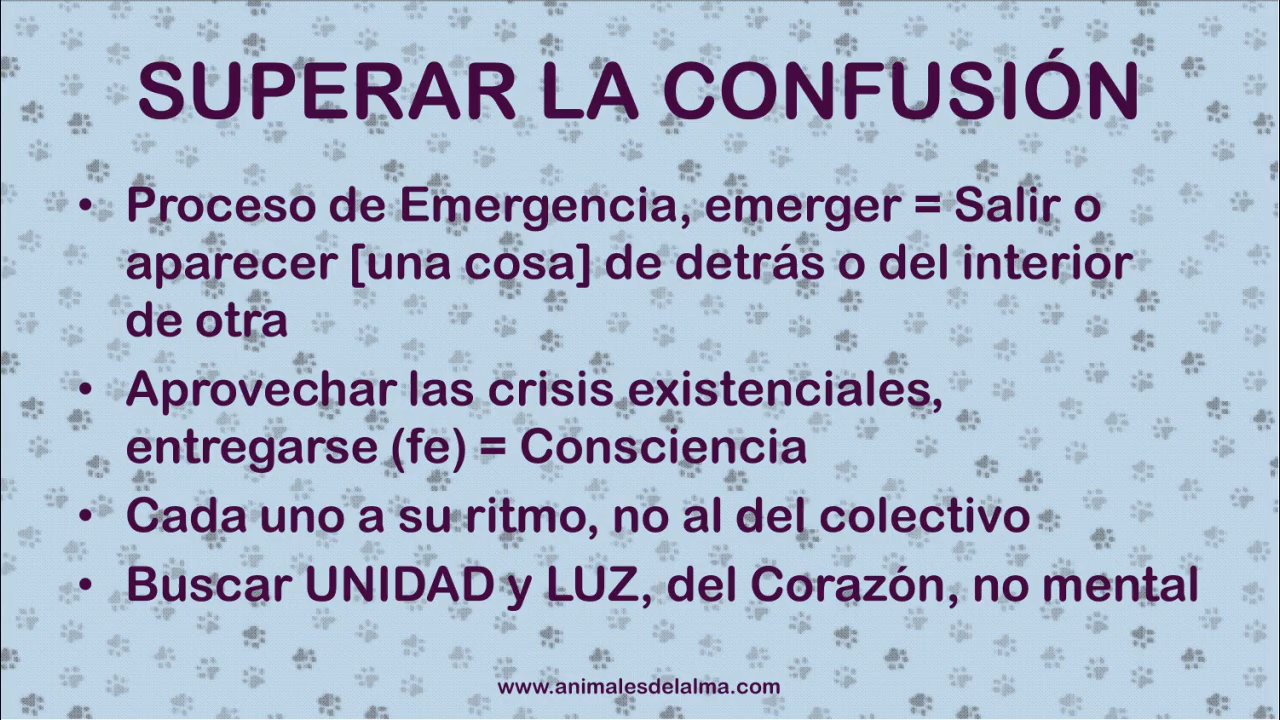 SUPERAR LA CONFUSIÓN
• Proceso de Emergencia, emerger = Salir o
aparecer [una cosa] de detrás o del interior
de otra
• Aprovechar las crisis existenciales,
entregarse (fe) = Consciencia
• Cada uno a su ritmo, no al del colectivo
• Buscar UNIDAD y LUZ, del Corazón, no mental
www.animalesdelalma.com